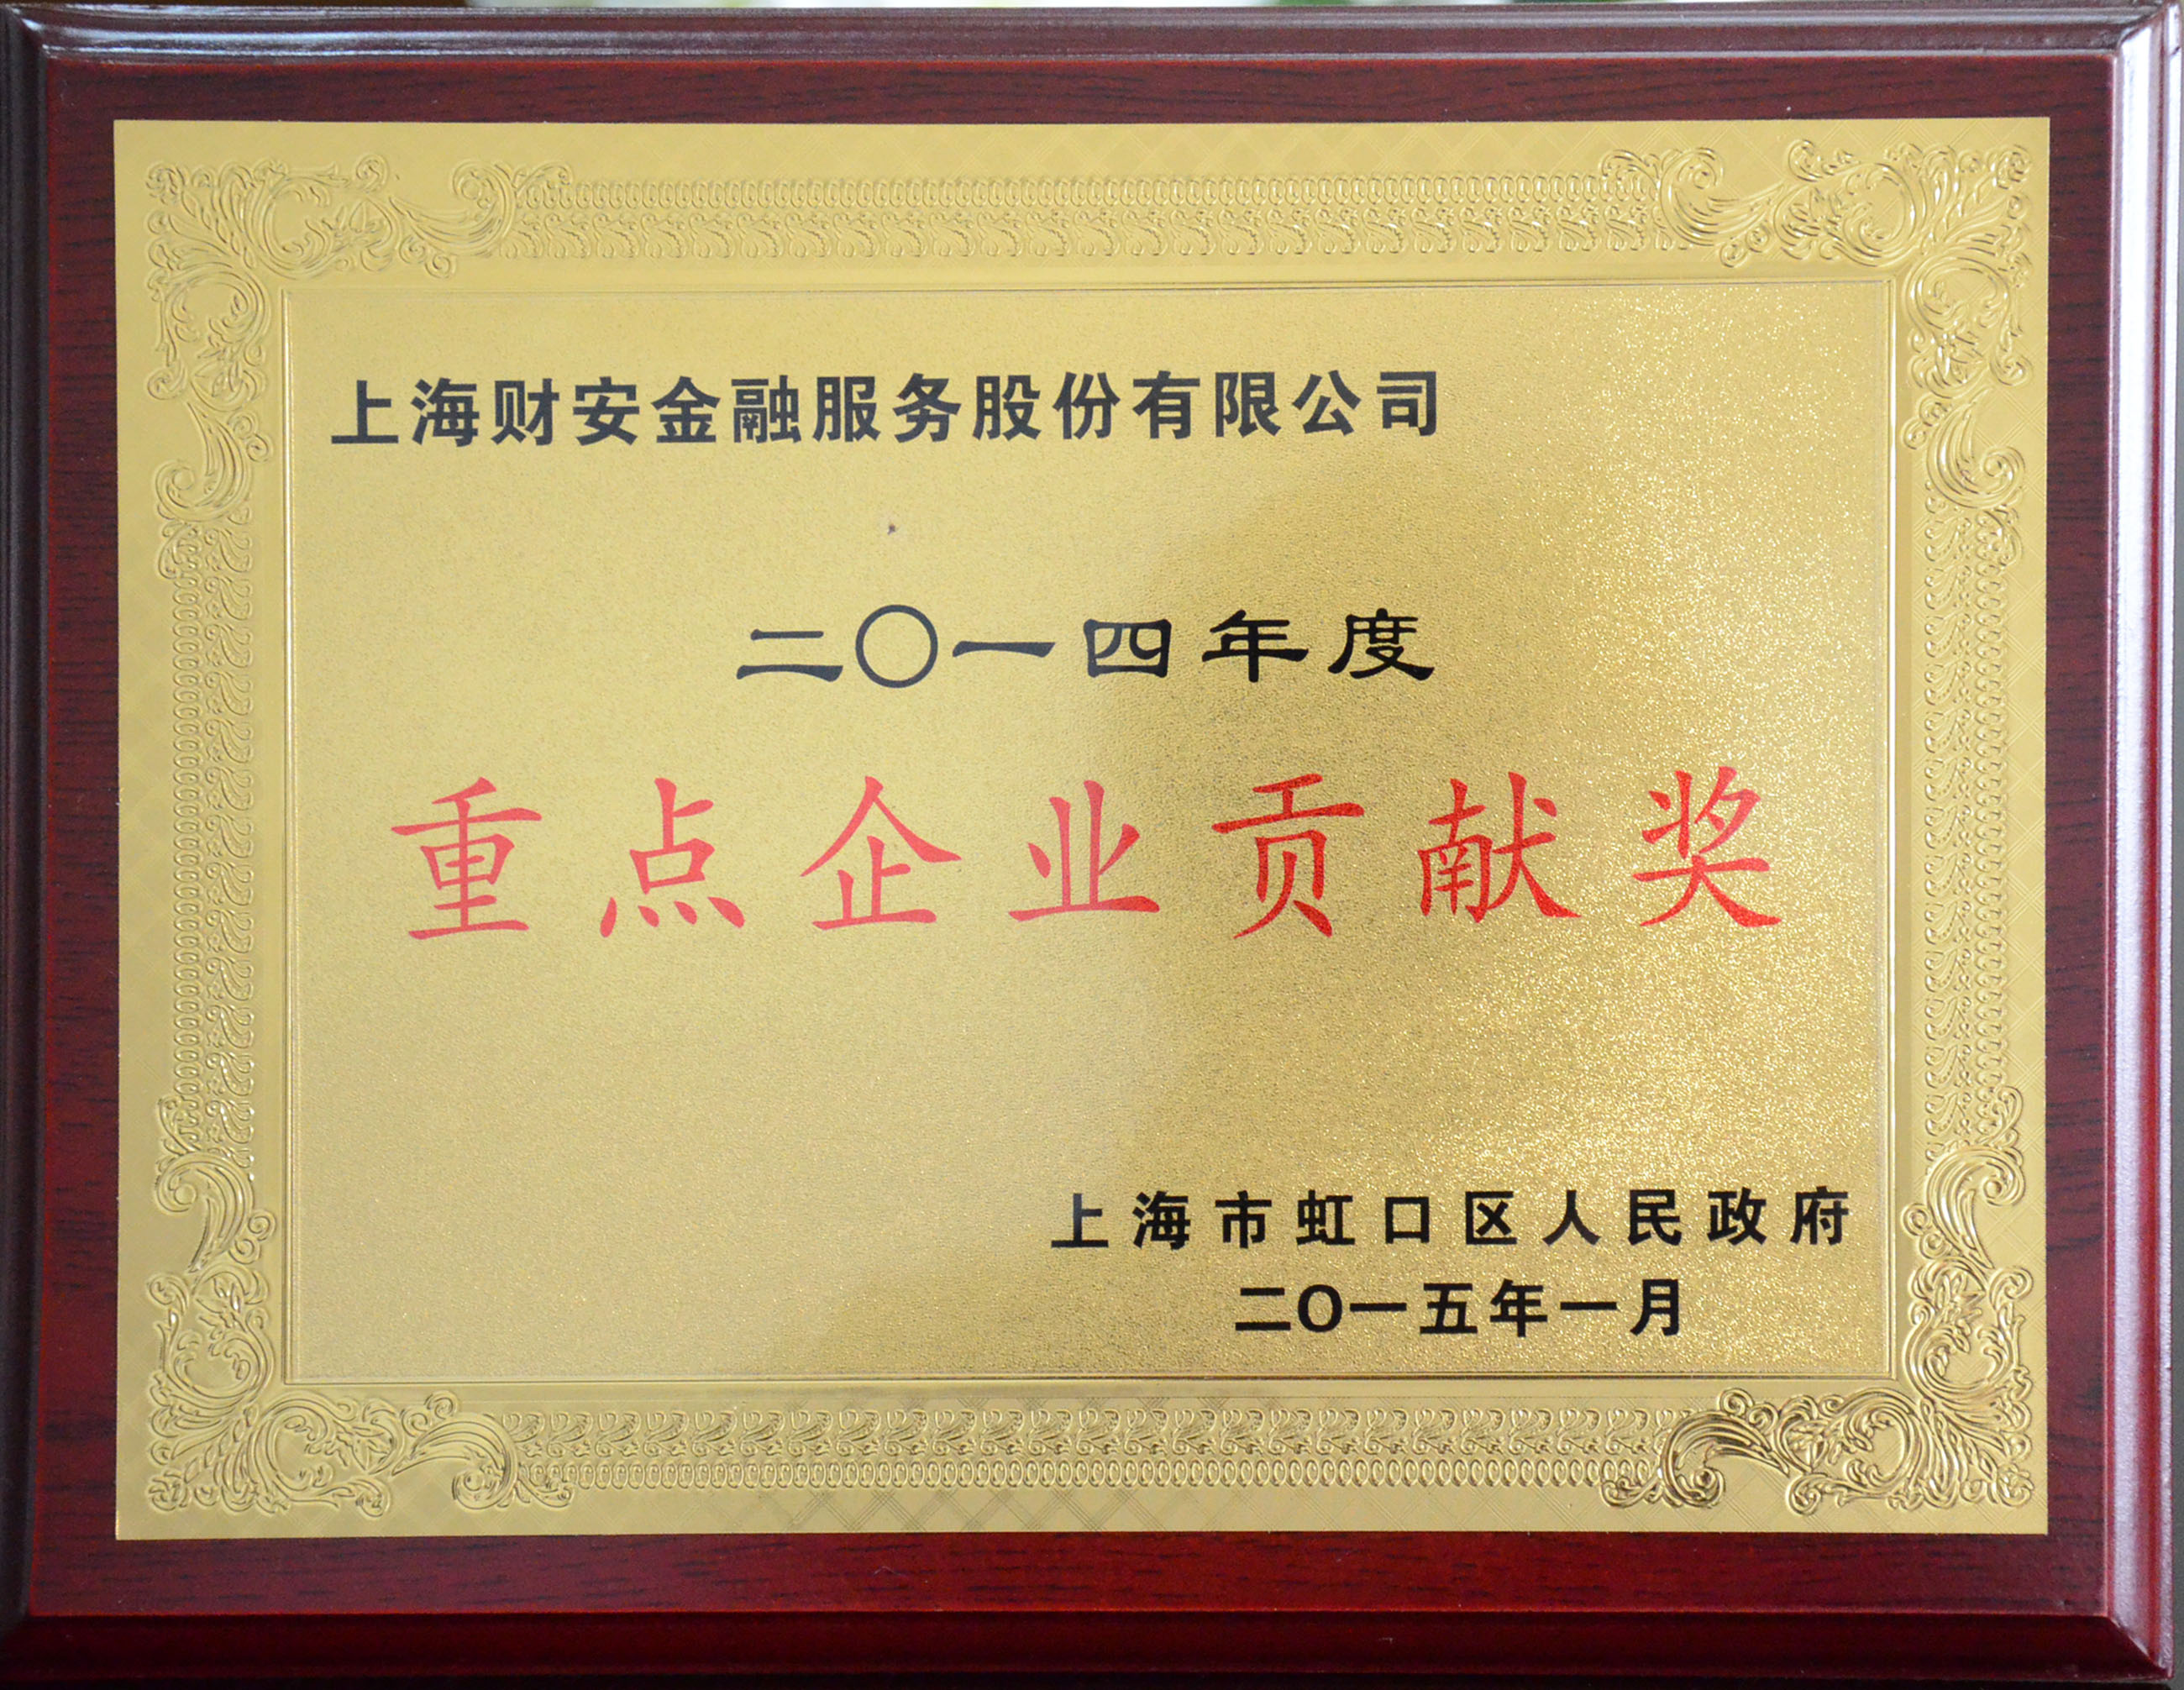 上海财安金融服务股份有限公司
二〇一四年度
重点企业贡献奖
上海市虹口区人民政府
二〇一五年一月